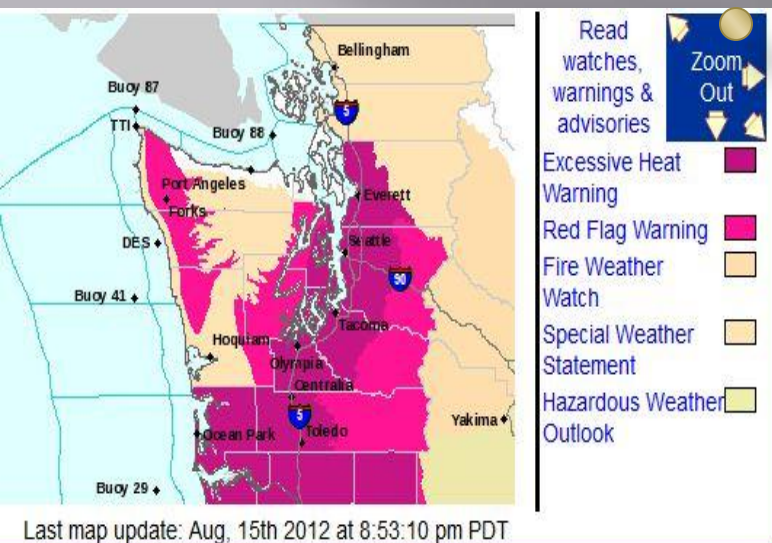 Bellingham
Buoy 87
5
TTI
Buoy 88
Port Angeles
Everett
Forks
DES
Seattle
90
Buoy 41
Tacoma
Hoquiam
Olympia
Centralia
5
Yakima
Ocean Park
Toledo
Buoy 29
Last map update: Aug, 15th 2012 at 8:53:10 pm PDT
Read
watches,
warnings &
advisories
Zoom
Out
Excessive Heat
Warning
Red Flag Warning
Fire Weather
Watch
Special Weather
Statement
Hazardous Weather
Outlook